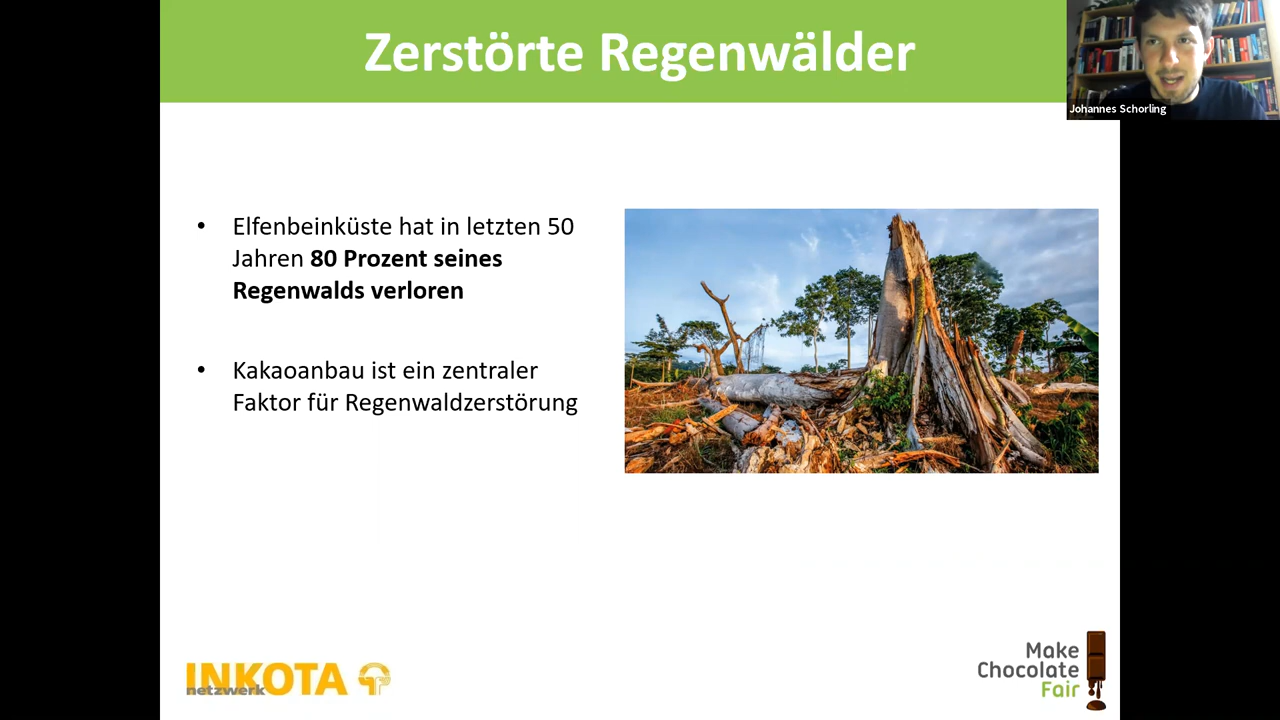 Zerstörte Regenwälder
Johannes Schorling
• Elfenbeinküste hat in letzten 50
Jahren 80 Prozent seines
Regenwalds verloren
• Kakaoanbau ist ein zentraler
Faktor für Regenwaldzerstörung
INKOTA
netzwerk
Make
Chocolate
Fair